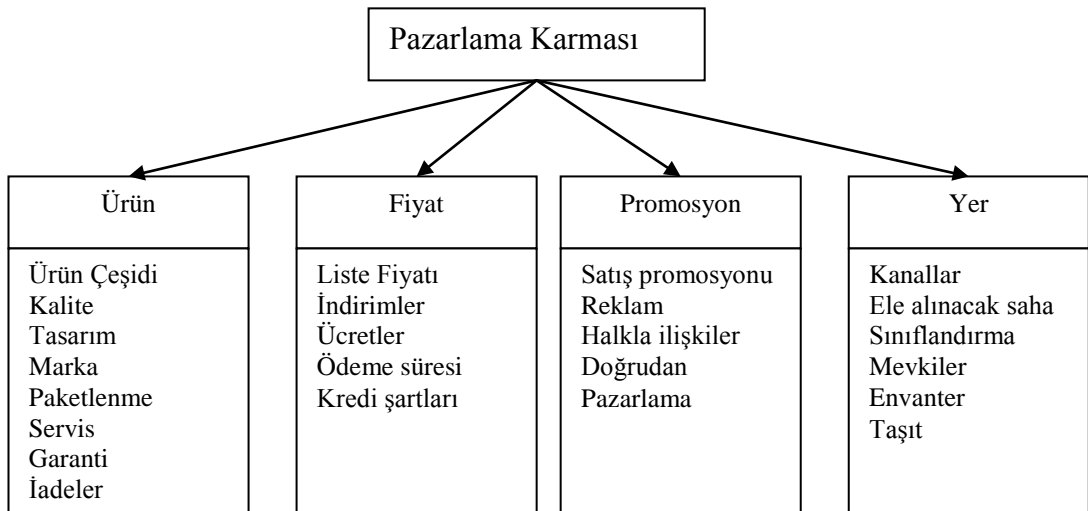 Pazarlama Karması
Ürün
Ürün Çeşidi
Kalite
Tasarım
Marka
Paketlenme
Servis
Garanti
İadeler
Fiyat
Liste Fiyatı
İndirimler
Ücretler
Ödeme süresi
Kredi şartları
Promosyon
Satış promosyonu
Reklam
Halkla ilişkiler
Doğrudan
Pazarlama
Yer
Kanallar
Ele alınacak saha
Sınıflandırma
Mevkiler
Envanter
Taşıt